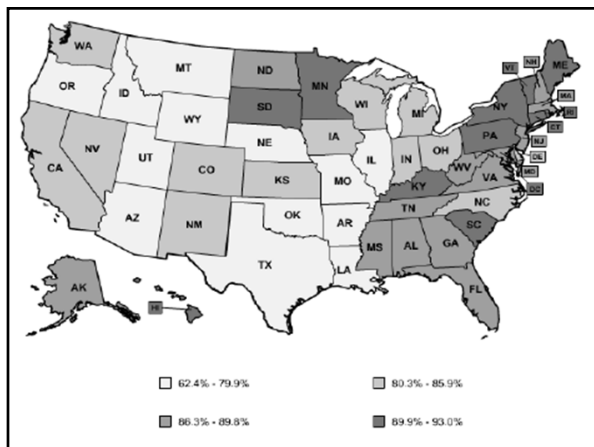 WA
MT
ND
MN
ME
VT
NH
OR
ID
SD
WI
MI
NY
MA
RI
WY
CT
NE
IA
PA
NJ
NV
UT
IL
IN
OH
DE
CA
CO
KS
MO
WV
VA
MD
DC
KY
NC
TN
AZ
NM
OK
AR
SC
MS
AL
GA
TX
LA
AK
FL
HI
62.4% - 79.9%
80.3% - 85.9%
86.3% - 89.8%
89.9% - 93.0%